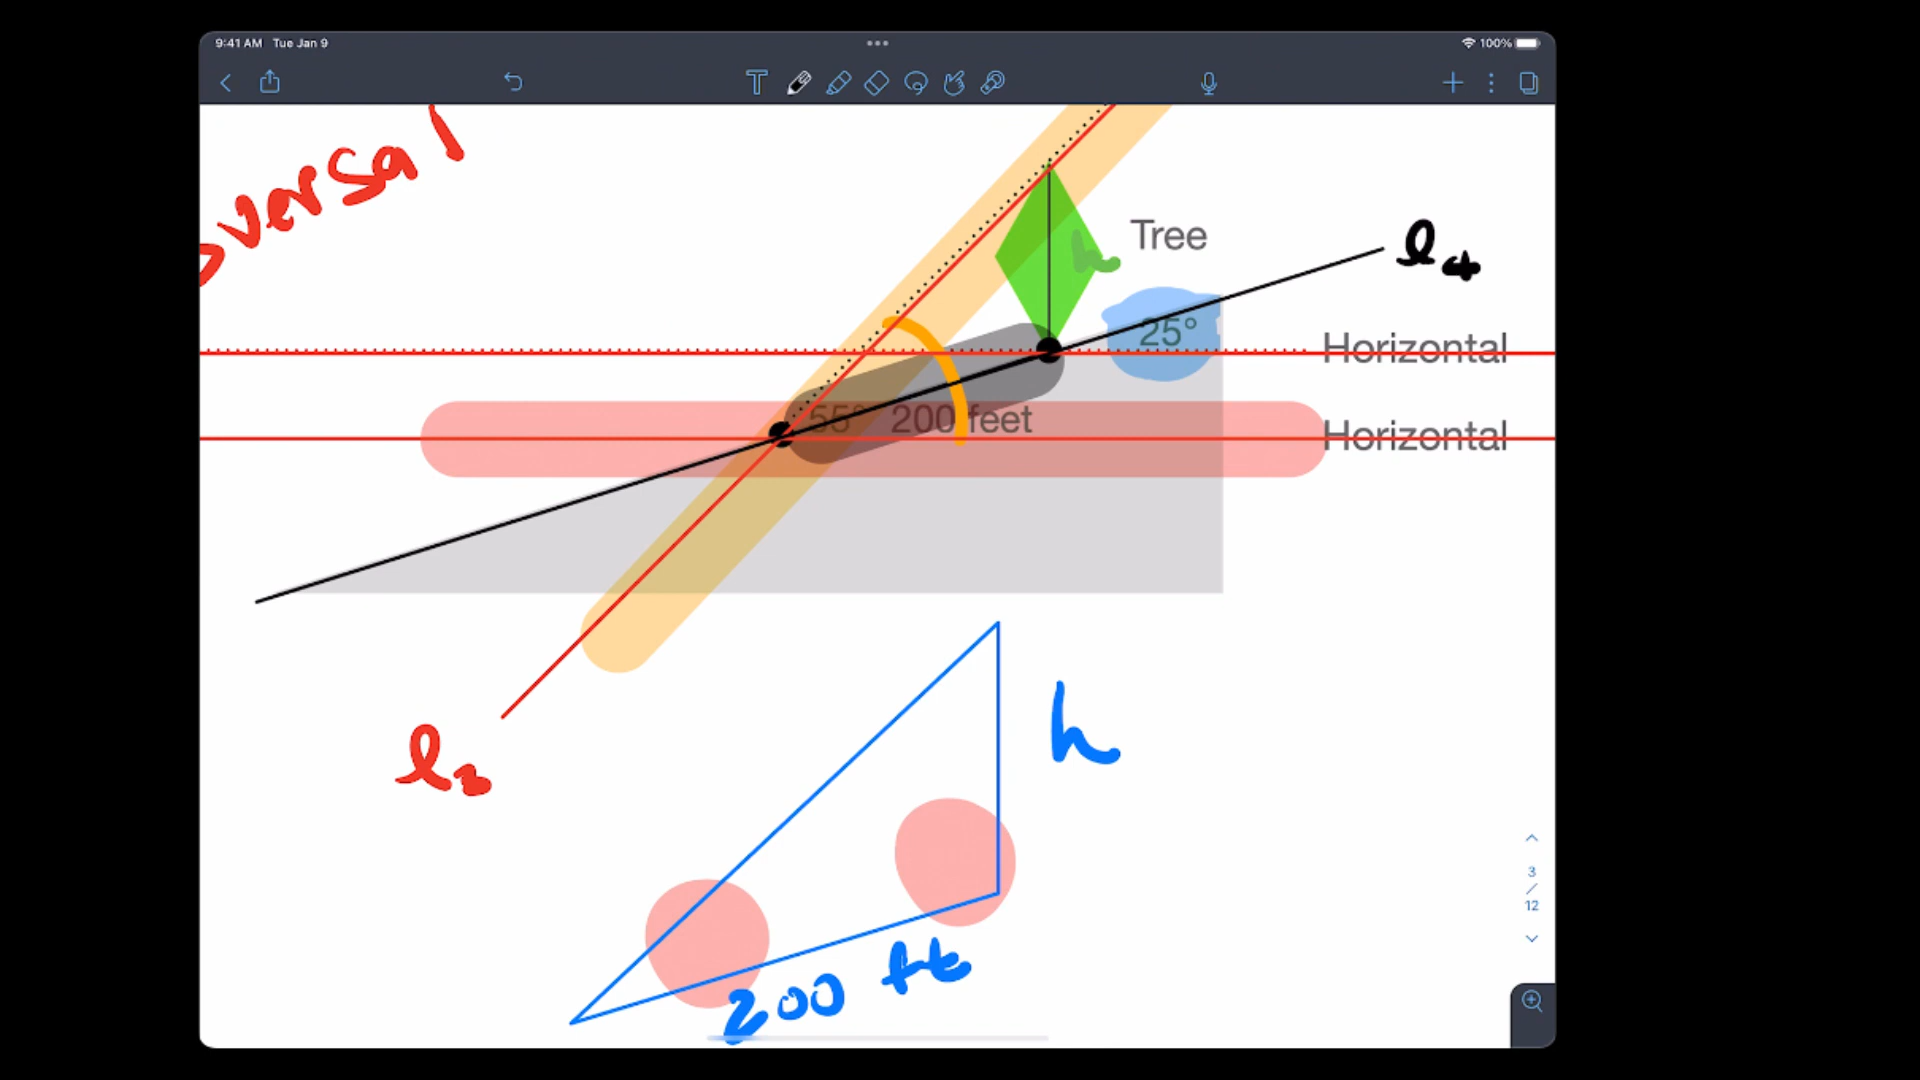 9:41 AM Tue Jan 9
100%
T
versal
Tree
h
l4
25°
Horizontal
55° 200 feet
Horizontal
l3
h
200 ft
3
/
12